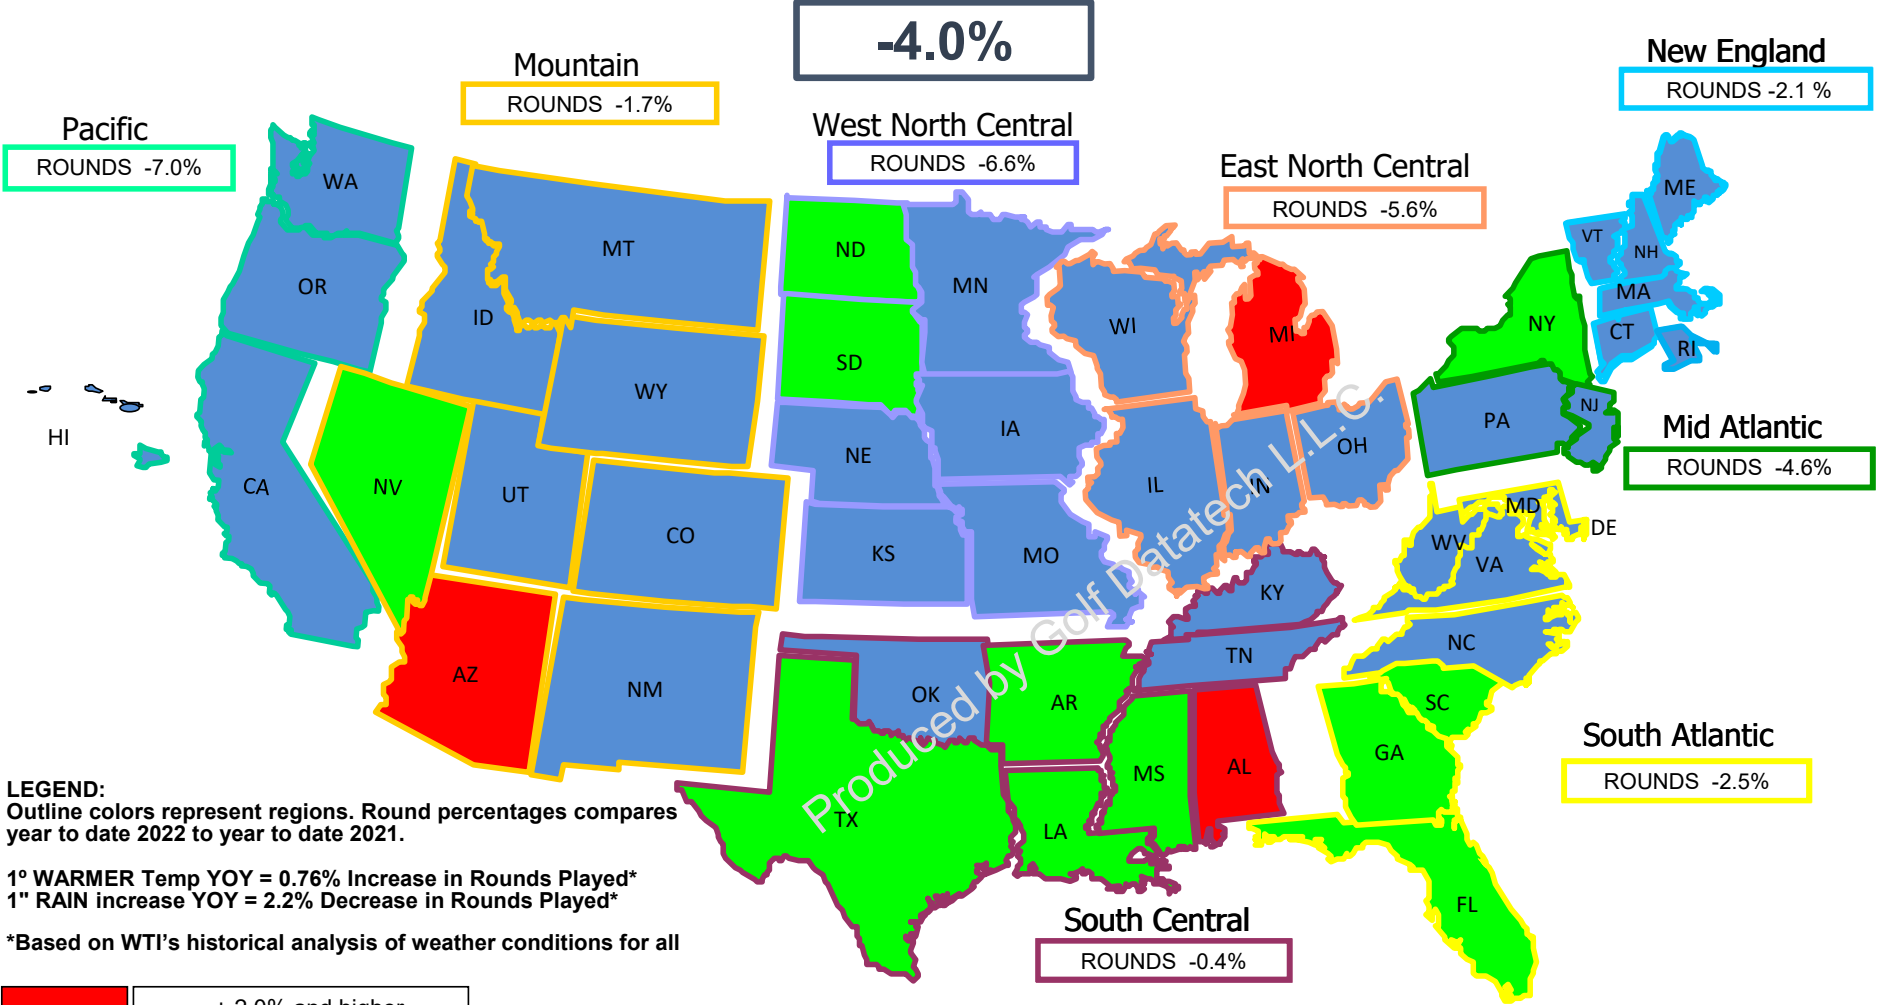 -4.0%
New England
ROUNDS -2.1 %
Mountain
ROUNDS -1.7%
Pacific
ROUNDS -7.0%
West North Central
ROUNDS -6.6%
East North Central
ROUNDS -5.6%
WA
OR
CA
HI
MT
ID
WY
NV
UT
CO
AZ
NM
ND
SD
NE
KS
MN
IA
MO
WI
MI
IL
IN
OH
ME
VT
NH
MA
CT
RI
NY
PA
NJ
Mid Atlantic
ROUNDS -4.6%
MD
DE
WV
VA
NC
SC
GA
FL
South Atlantic
ROUNDS -2.5%
KY
TN
OK
AR
TX
LA
MS
AL
South Central
ROUNDS -0.4%
Produced by Golf Datatech L.L.C.
LEGEND:
Outline colors represent regions. Round percentages compares
year to date 2022 to year to date 2021.
1º WARMER Temp YOY = 0.76% Increase in Rounds Played*
1" RAIN increase YOY = 2.2% Decrease in Rounds Played*
*Based on WTI's historical analysis of weather conditions for all
and higher